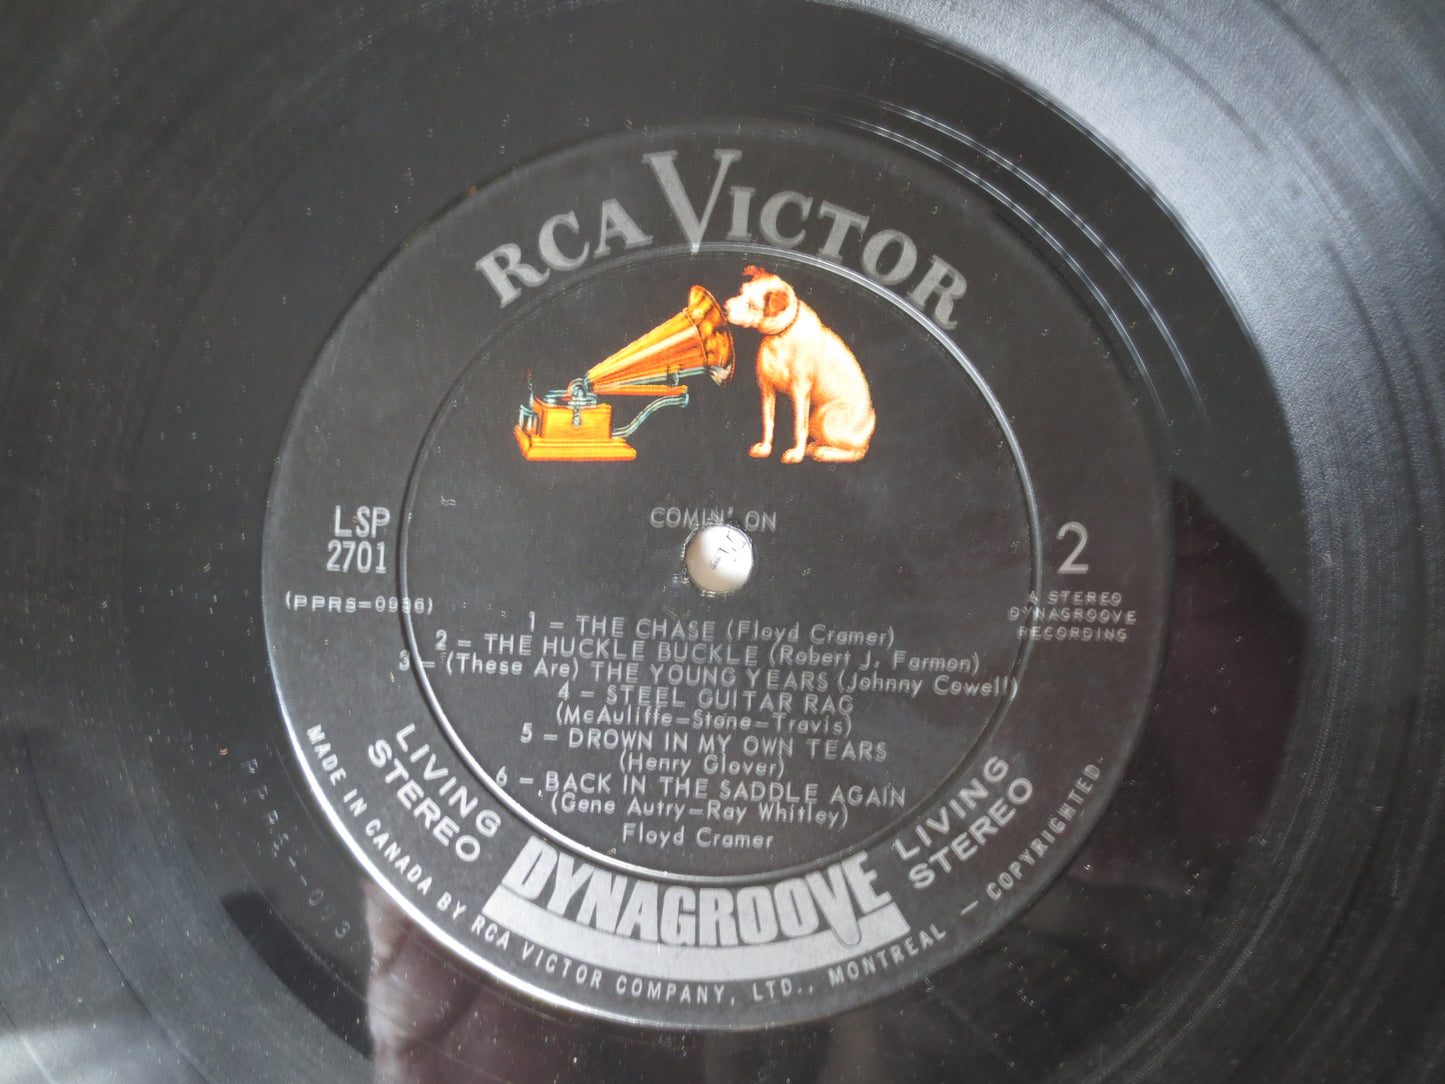 RCA VICTOR
COMIN' ON
LSP
2701
(PPRS-0936)
2
A STEREO
DYNAGROOVE
RECORDING
1 - THE CHASE (Floyd Cramer)
2 - THE HUCKLE BUCKLE (Robert J. Farmon)
3 - (These Are) THE YOUNG YEARS (Johnny Cowell)
4 - STEEL GUITAR RAG
(McAuliffe-Stone-Travis)
5 - DROWN IN MY OWN TEARS
(Henry Glover)
6 - BACK IN THE SADDLE AGAIN
(Gene Autry-Ray Whitley)
Floyd Cramer
LIVING
STEREO
DYNAGROOVE
LIVING
STEREO
MADE IN CANADA BY RCA VICTOR COMPANY, LTD., MONTREAL — COPYRIGHTED.